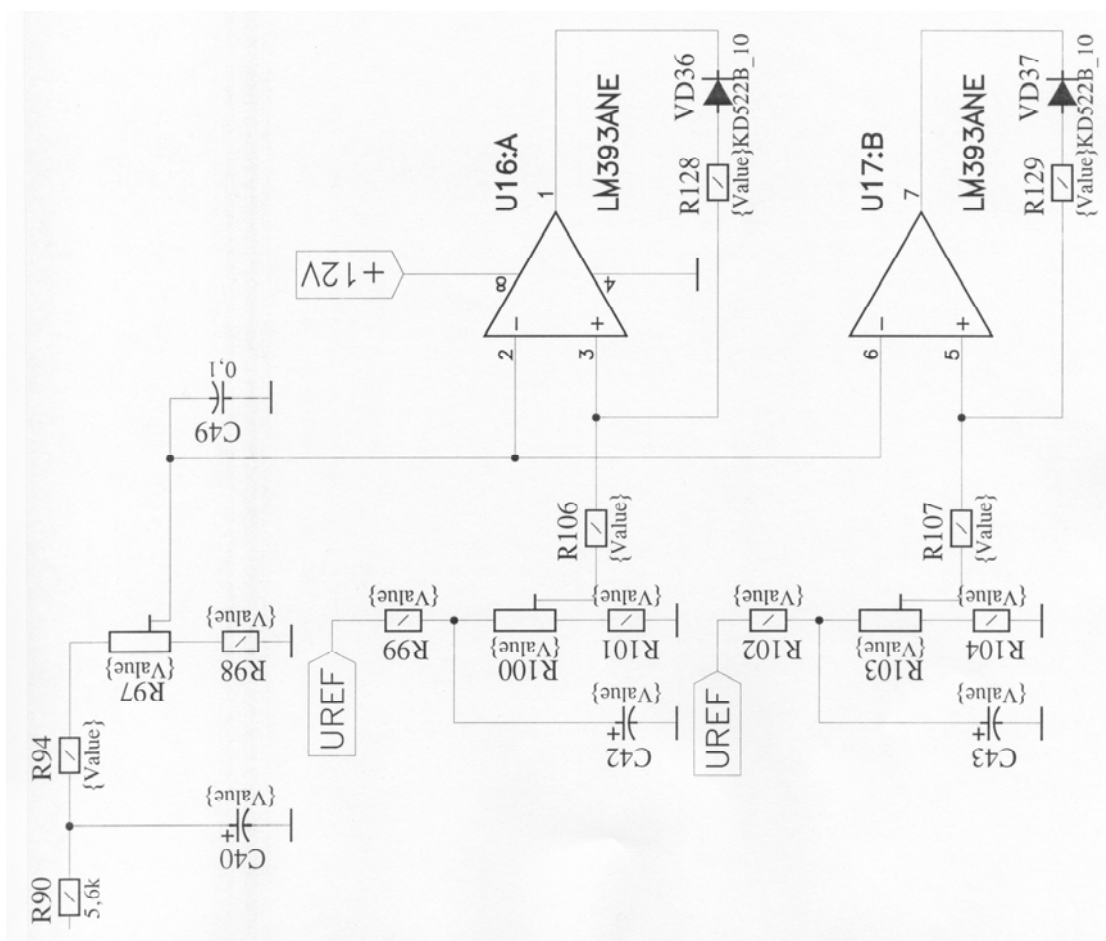 VD36
KD522B_10
VD37
KD522B_10
U16:A
LM393ANE
R128
{Value}
U17:B
LM393ANE
R129
{Value}
1
7
+12V
8
4
−
+
−
+
2
3
6
5
0,1
C49
R106
{Value}
R107
{Value}
{Value}
R97
{Value}
R98
UREF
{Value}
R99
{Value}
R100
{Value}
R101
UREF
{Value}
R102
{Value}
R103
{Value}
R104
R94
{Value}
+
{Value}
C42
+
{Value}
C43
+
{Value}
C40
R90
5,6k